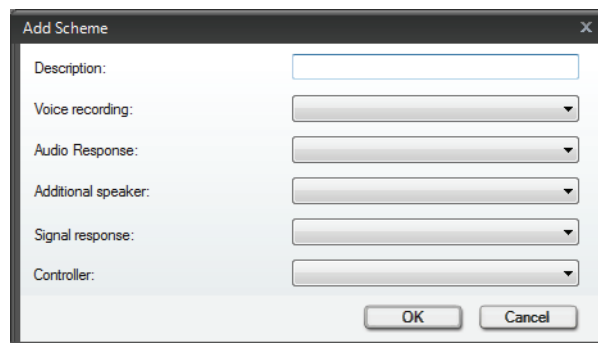 Add Scheme x
Description:
Voice recording:
Audio Response:
Additional speaker:
Signal response:
Controller:
OK Cancel